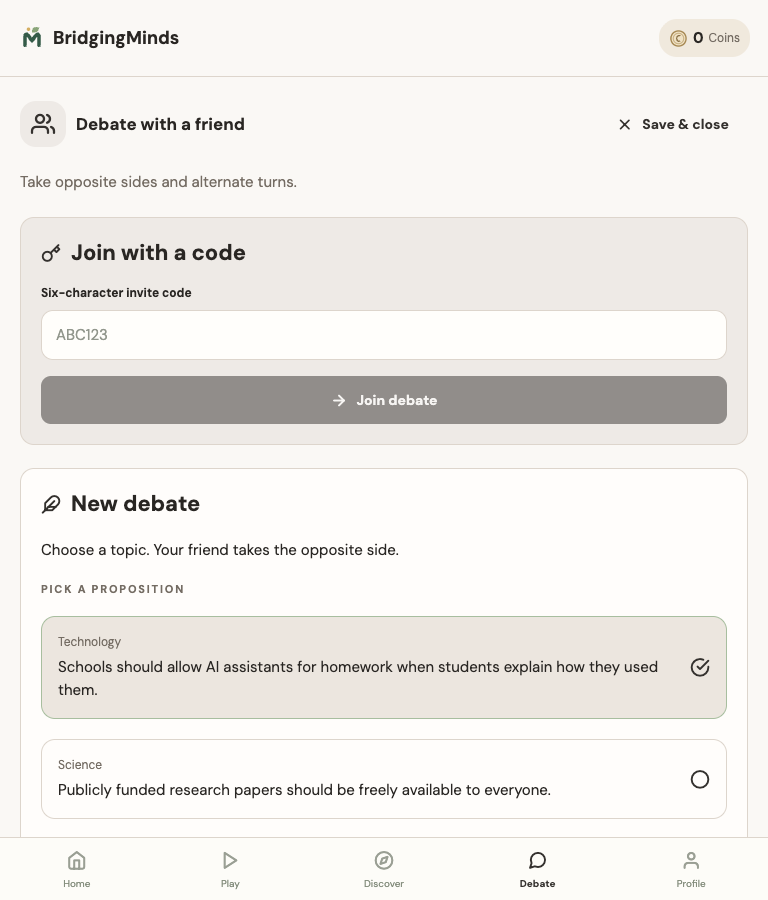 BridgingMinds
0 Coins
Debate with a friend
Save & close
Take opposite sides and alternate turns.
Join with a code
Six-character invite code
ABC123
Join debate
New debate
Choose a topic. Your friend takes the opposite side.
PICK A PROPOSITION
Technology
Schools should allow AI assistants for homework when students explain how they used
them.
Science
Publicly funded research papers should be freely available to everyone.
Home
Play
Discover
Debate
Profile